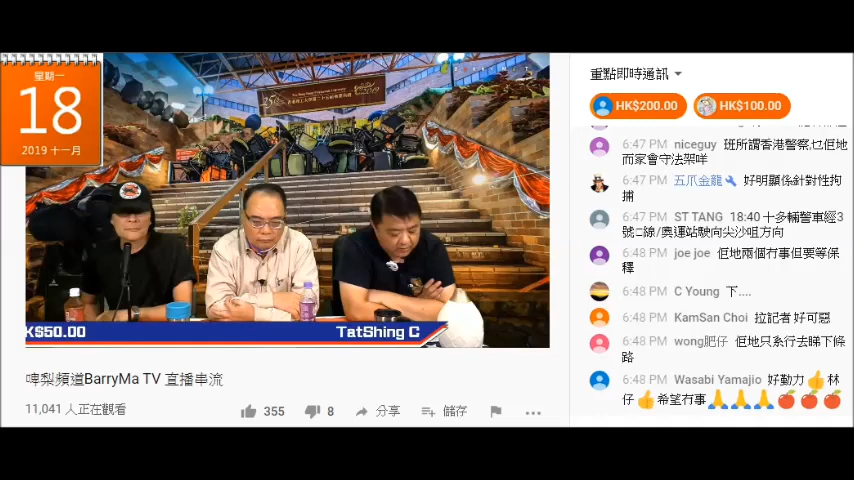 星期一
18
2019 十一月
K$50.00
TatShing C
啤梨頻道BarryMa TV 直播串流
11,041 人正在觀看
355
8
分享
儲存
重點即時通訊
HK$200.00
HK$100.00
6:47 PM niceguy 班所謂香港警察,乜佢地
而家會守法架咩
6:47 PM 五爪金龍 好明顯係針對性拘
捕
6:47 PM ST TANG 18:40 十多輛警車經3
號□線/奧運站駛向尖沙咀方向
6:48 PM joe joe 佢地兩個冇事但要等保
釋
6:48 PM C Young 下....
6:48 PM KamSan Choi 拉記者 好可惡
6:48 PM wong肥仔 佢地只系行去睇下條
路
6:48 PM Wasabi Yamajio 好勤力👍林
仔👍希望冇事🙏🙏🙏🍎🍎🍎